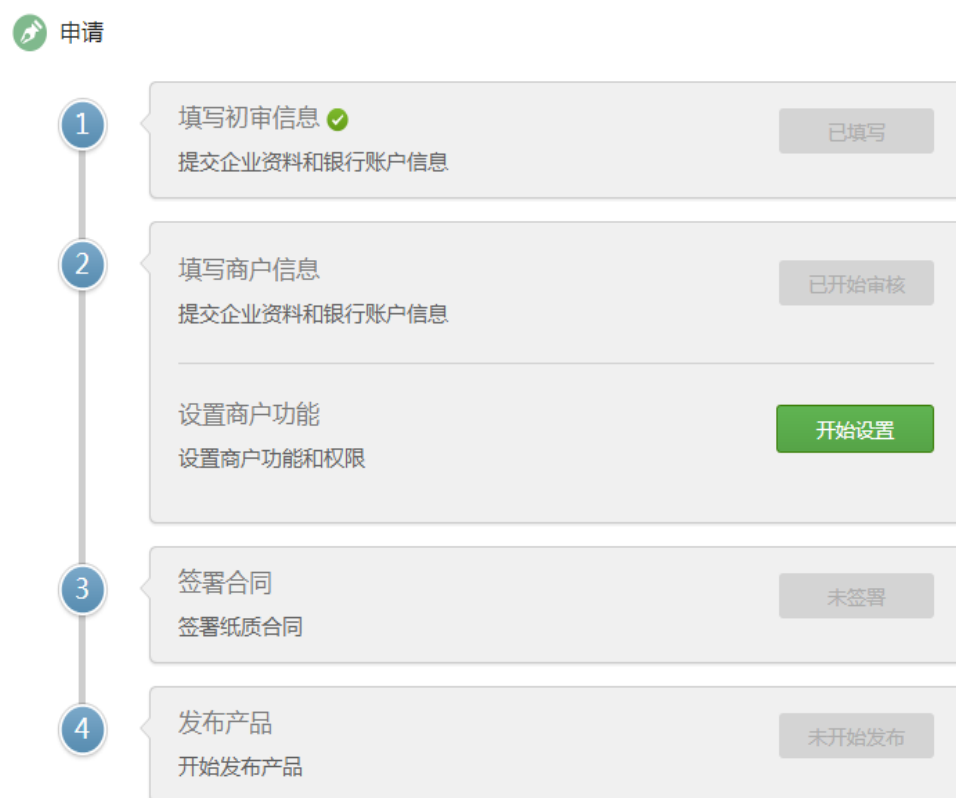 申请
1
填写初审信息
已填写
提交企业资料和银行账户信息
2
填写商户信息
已开始审核
提交企业资料和银行账户信息
设置商户功能
开始设置
设置商户功能和权限
3
签署合同
未签署
签署纸质合同
4
发布产品
未开始发布
开始发布产品